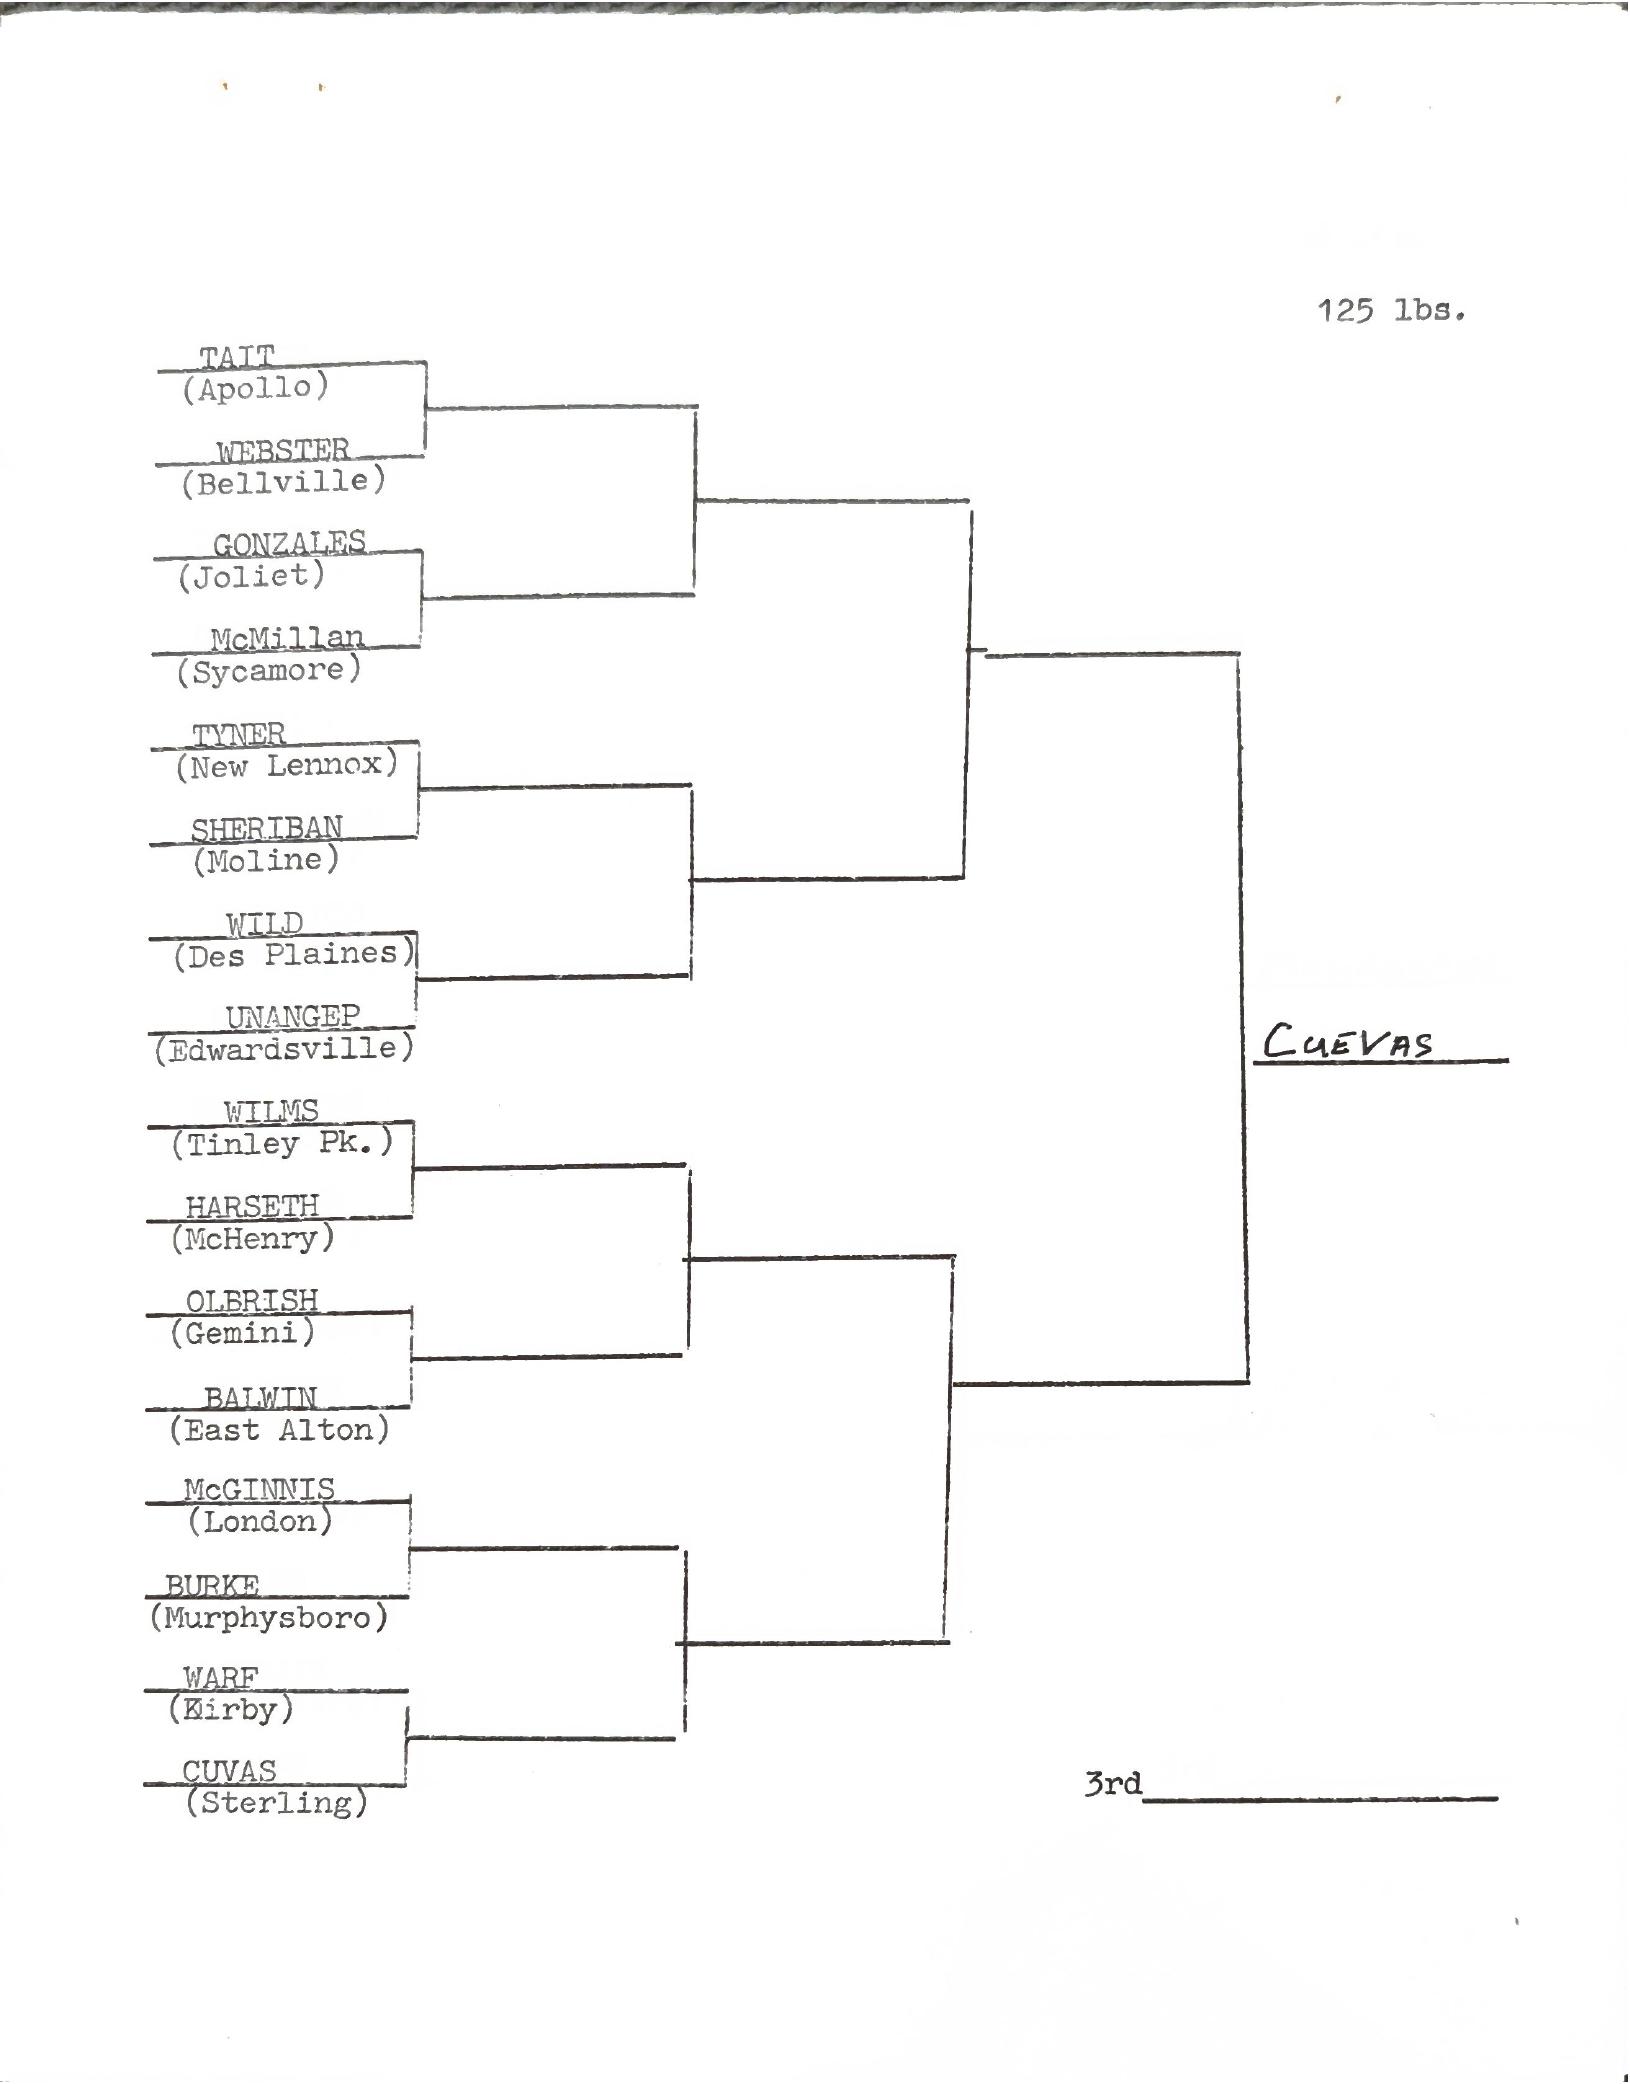 125 lbs.
TAIT
(Apollo)
WEBSTER
(Bellville)
GONZALES
(Joliet)
McMillan
(Sycamore)
TYNER
(New Lennox)
SHERIBAN
(Moline)
WILD
(Des Plaines)
UNANGEP
(Edwardsville)
CUEVAS
WILMS
(Tinley Pk.)
HARSETH
(McHenry)
OLBRISH
(Gemini)
BALWIN
(East Alton)
McGINNIS
(London)
BURKE
(Murphysboro)
WARF
(Kirby)
CUVAS
(Sterling)
3rd